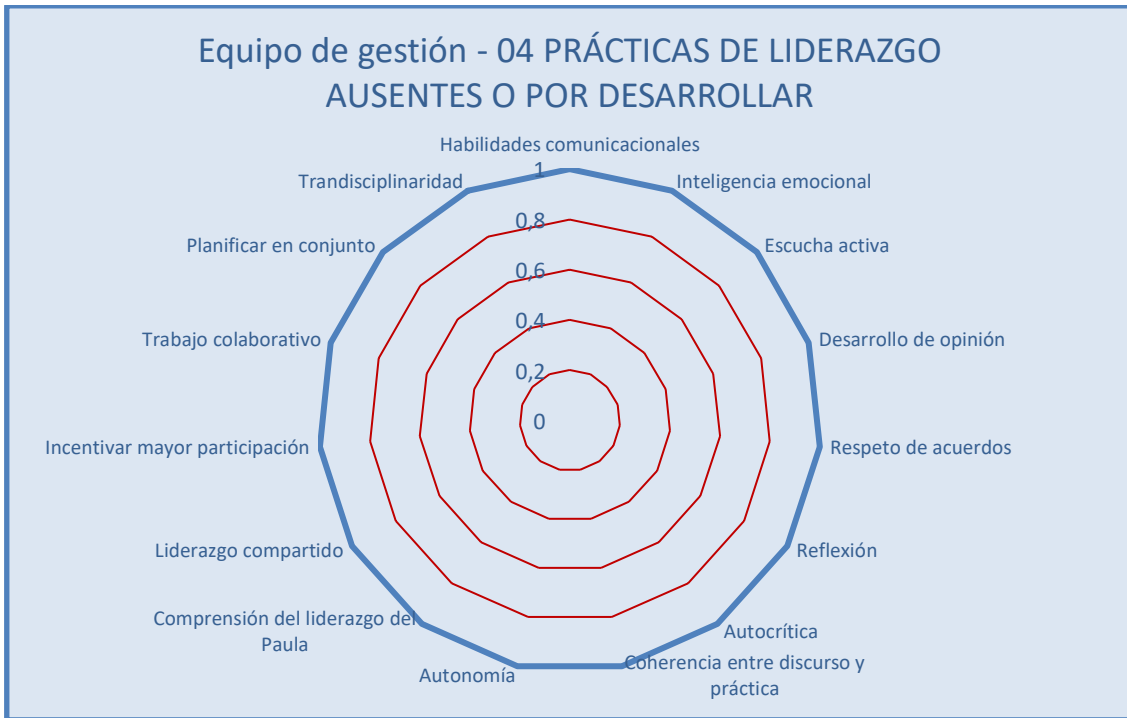 Equipo de gestión - 04 PRÁCTICAS DE LIDERAZGO
AUSENTES O POR DESARROLLAR
Habilidades comunicacionales
Inteligencia emocional
Escucha activa
Desarrollo de opinión
Respeto de acuerdos
Reflexión
Autocrítica
Coherencia entre discurso y
práctica
Autonomía
Comprensión del liderazgo del
Paula
Liderazgo compartido
Incentivar mayor participación
Trabajo colaborativo
Planificar en conjunto
Trandisciplinaridad
1
0,8
0,6
0,4
0,2
0